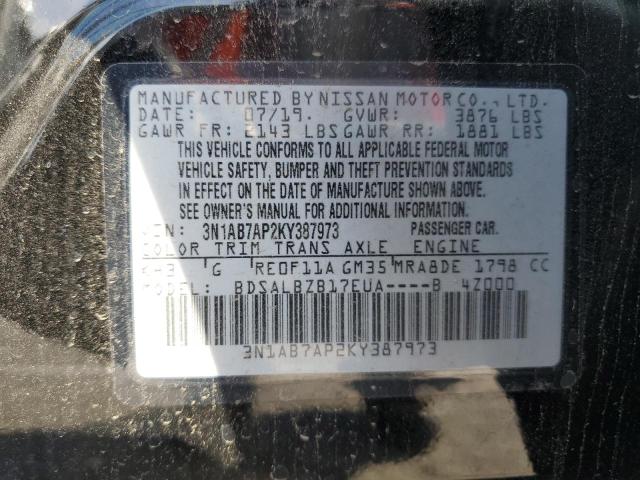 MANUFACTURED BY NISSAN MOTOR CO., LTD.
DATE: 07/19. GVWR: 3876 LBS
GAWR FR: 2143 LBS GAWR RR: 1881 LBS
THIS VEHICLE CONFORMS TO ALL APPLICABLE FEDERAL MOTOR
VEHICLE SAFETY, BUMPER AND THEFT PREVENTION STANDARDS
IN EFFECT ON THE DATE OF MANUFACTURE SHOWN ABOVE.
SEE OWNER'S MANUAL FOR ADDITIONAL INFORMATION.
VIN: 3N1AB7AP2KY387973 PASSENGER CAR.
COLOR TRIM TRANS AXLE ENGINE
KH3 G RE0F11A GM35 MRA8DE 1798 CC
MODEL: BDSALBZB17EUA----B 4Z000
3N1AB7AP2KY387973